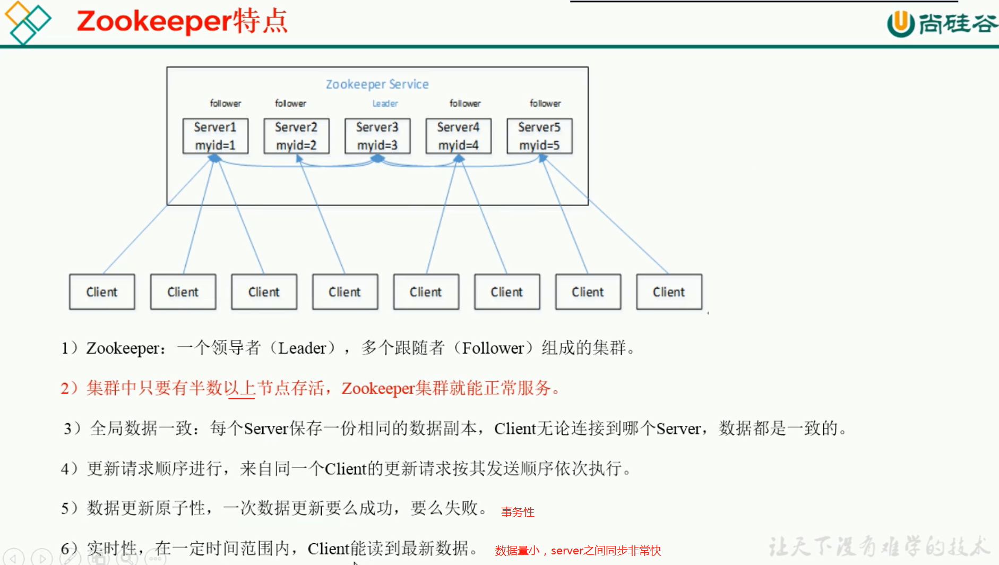 Zookeeper特点
尚硅谷
Zookeeper Service
follower follower Leader follower follower
Server1 Server2 Server3 Server4 Server5
myid=1 myid=2 myid=3 myid=4 myid=5
Client Client Client Client Client Client Client Client
1）Zookeeper：一个领导者（Leader），多个跟随者（Follower）组成的集群。
2）集群中只要有半数以上节点存活，Zookeeper集群就能正常服务。
3）全局数据一致：每个Server保存一份相同的数据副本，Client无论连接到哪个Server，数据都是一致的。
4）更新请求顺序进行，来自同一个Client的更新请求按其发送顺序依次执行。
5）数据更新原子性，一次数据更新要么成功，要么失败。 事务性
6）实时性，在一定时间范围内，Client能读到最新数据。 数据量小，server之间同步非常快
让天下没有难学的技术